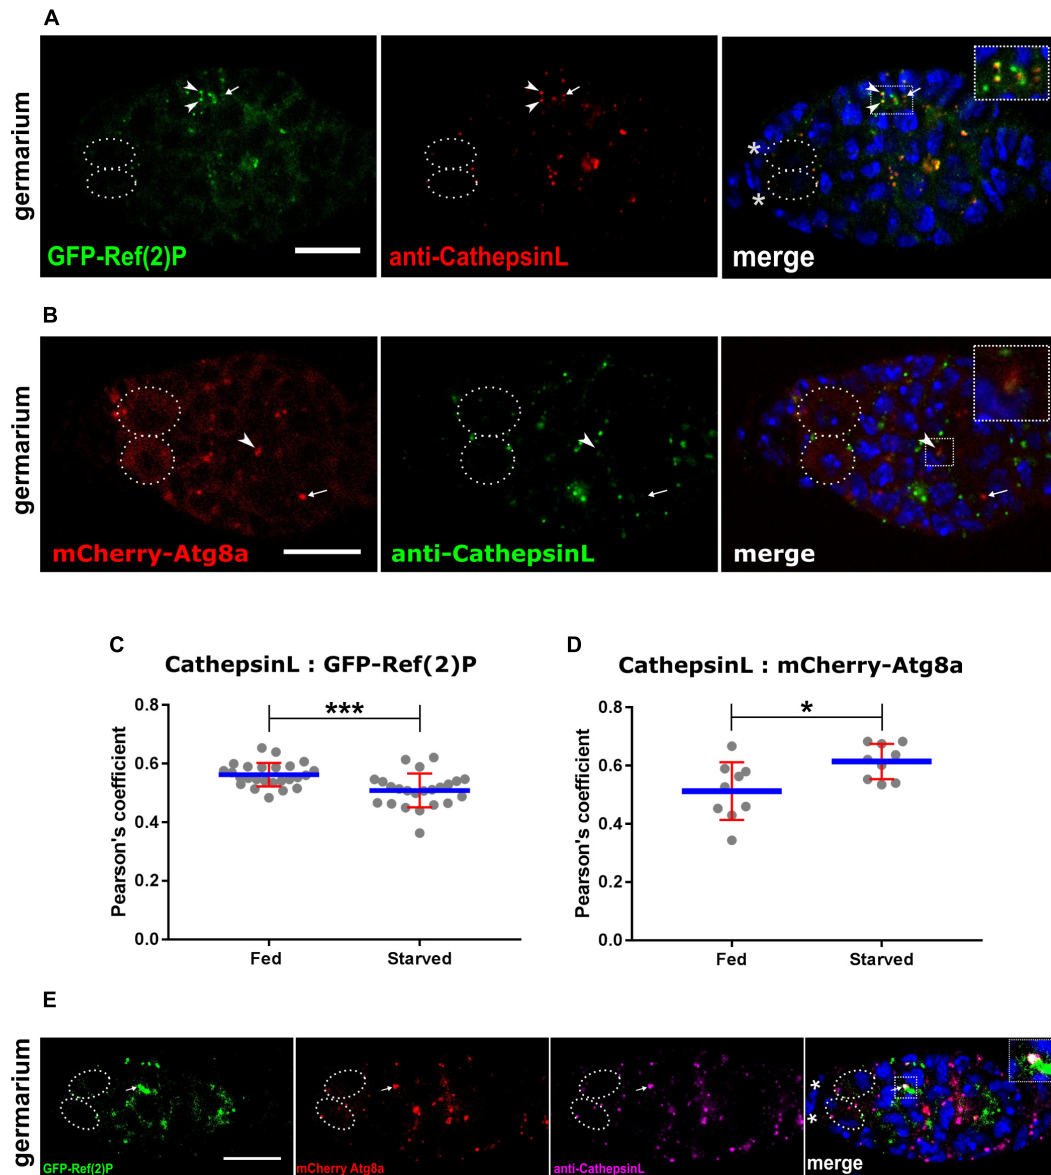 A
germarium
GFP-Ref(2)P
anti-CathepsinL
merge
*
*
B
germarium
mCherry-Atg8a
anti-CathepsinL
merge
C
CathepsinL : GFP-Ref(2)P
Pearson's coefficient
0.8
0.6
0.4
0.2
0.0
***
Fed
Starved
D
CathepsinL : mCherry-Atg8a
Pearson's coefficient
0.8
0.6
0.4
0.2
0.0
*
Fed
Starved
E
germarium
GFP-Ref(2)P
mCherry Atg8a
anti-CathepsinL
merge
*
*